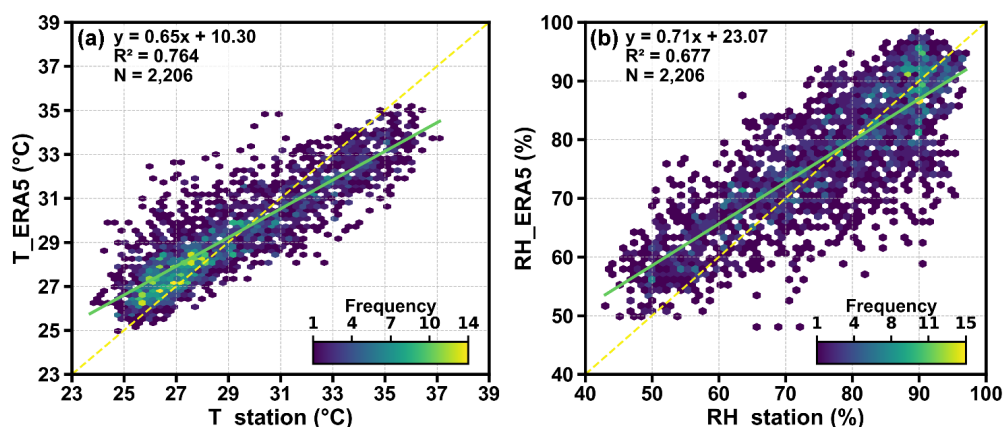 (a) y = 0.65x + 10.30
R² = 0.764
N = 2,206
39
37
35
33
31
29
27
25
23
T_ERA5 (°C)
Frequency
1 4 7 10 14
23 25 27 29 31 33 35 37 39
T_station (°C)
(b) y = 0.71x + 23.07
R² = 0.677
N = 2,206
100
90
80
70
60
50
40
RH_ERA5 (%)
Frequency
1 4 8 11 15
40 50 60 70 80 90 100
RH_station (%)